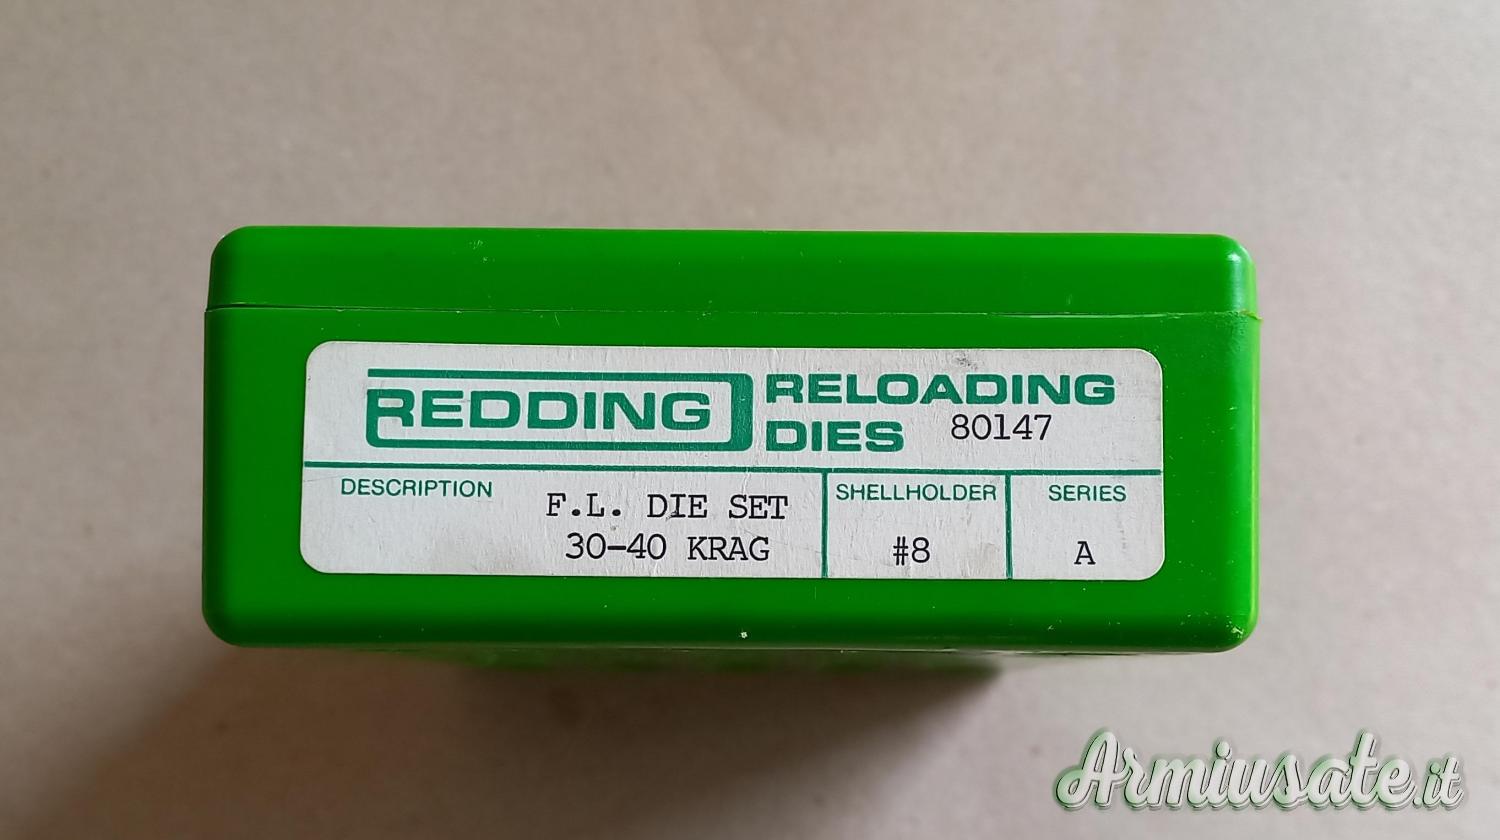 REDDING RELOADING
DIES 80147
DESCRIPTION
F.L. DIE SET
30-40 KRAG
SHELLHOLDER
#8
SERIES
A
Armiusate.it